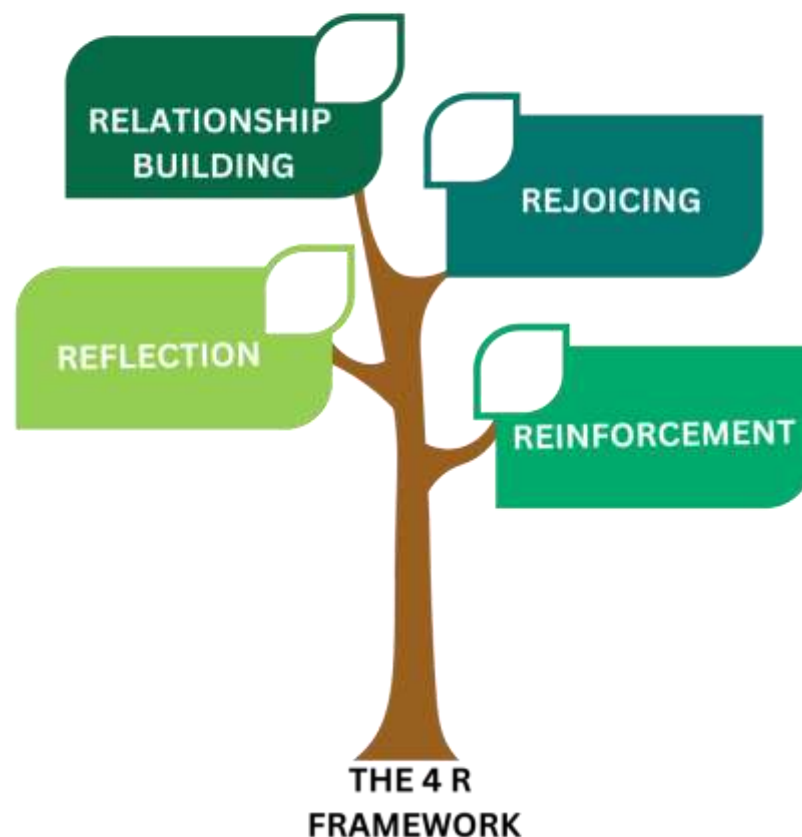 RELATIONSHIP
BUILDING
REJOICING
REFLECTION
REINFORCEMENT
THE 4 R
FRAMEWORK